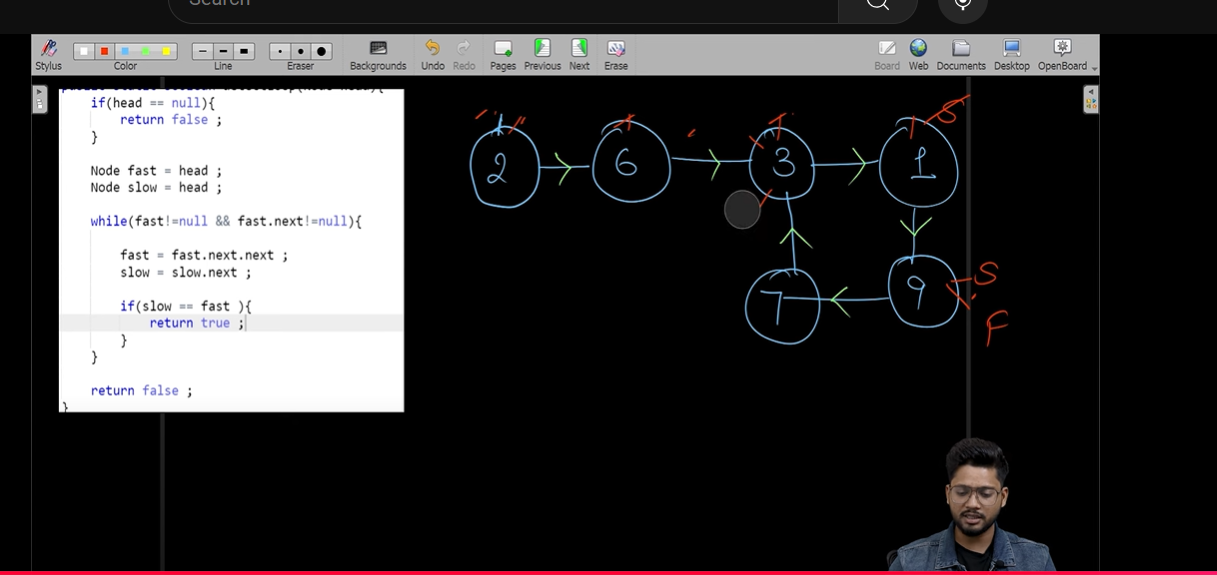 Search
Stylus
Color
Line
Eraser
Backgrounds
Undo
Redo
Pages
Previous
Next
Erase
Board
Web
Documents
Desktop
OpenBoard
if(head == null){
return false ;
}
Node fast = head ;
Node slow = head ;
while(fast!=null && fast.next!=null){
fast = fast.next.next ;
slow = slow.next ;
if(slow == fast ){
return true ;
}
}
return false ;
}
2
6
3
1
S
7
9
S
F